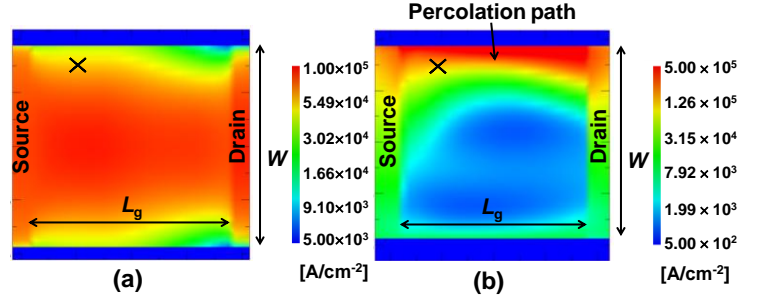 Percolation path
Source
Drain
W
Lg
1.00×10⁵
5.49×10⁴
3.02×10⁴
1.66×10⁴
9.10×10³
5.00×10³
[A/cm⁻²]
(a)
Source
Drain
W
Lg
5.00 × 10⁵
1.26 × 10⁵
3.15 × 10⁴
7.92 × 10³
1.99 × 10³
5.00 × 10²
[A/cm⁻²]
(b)